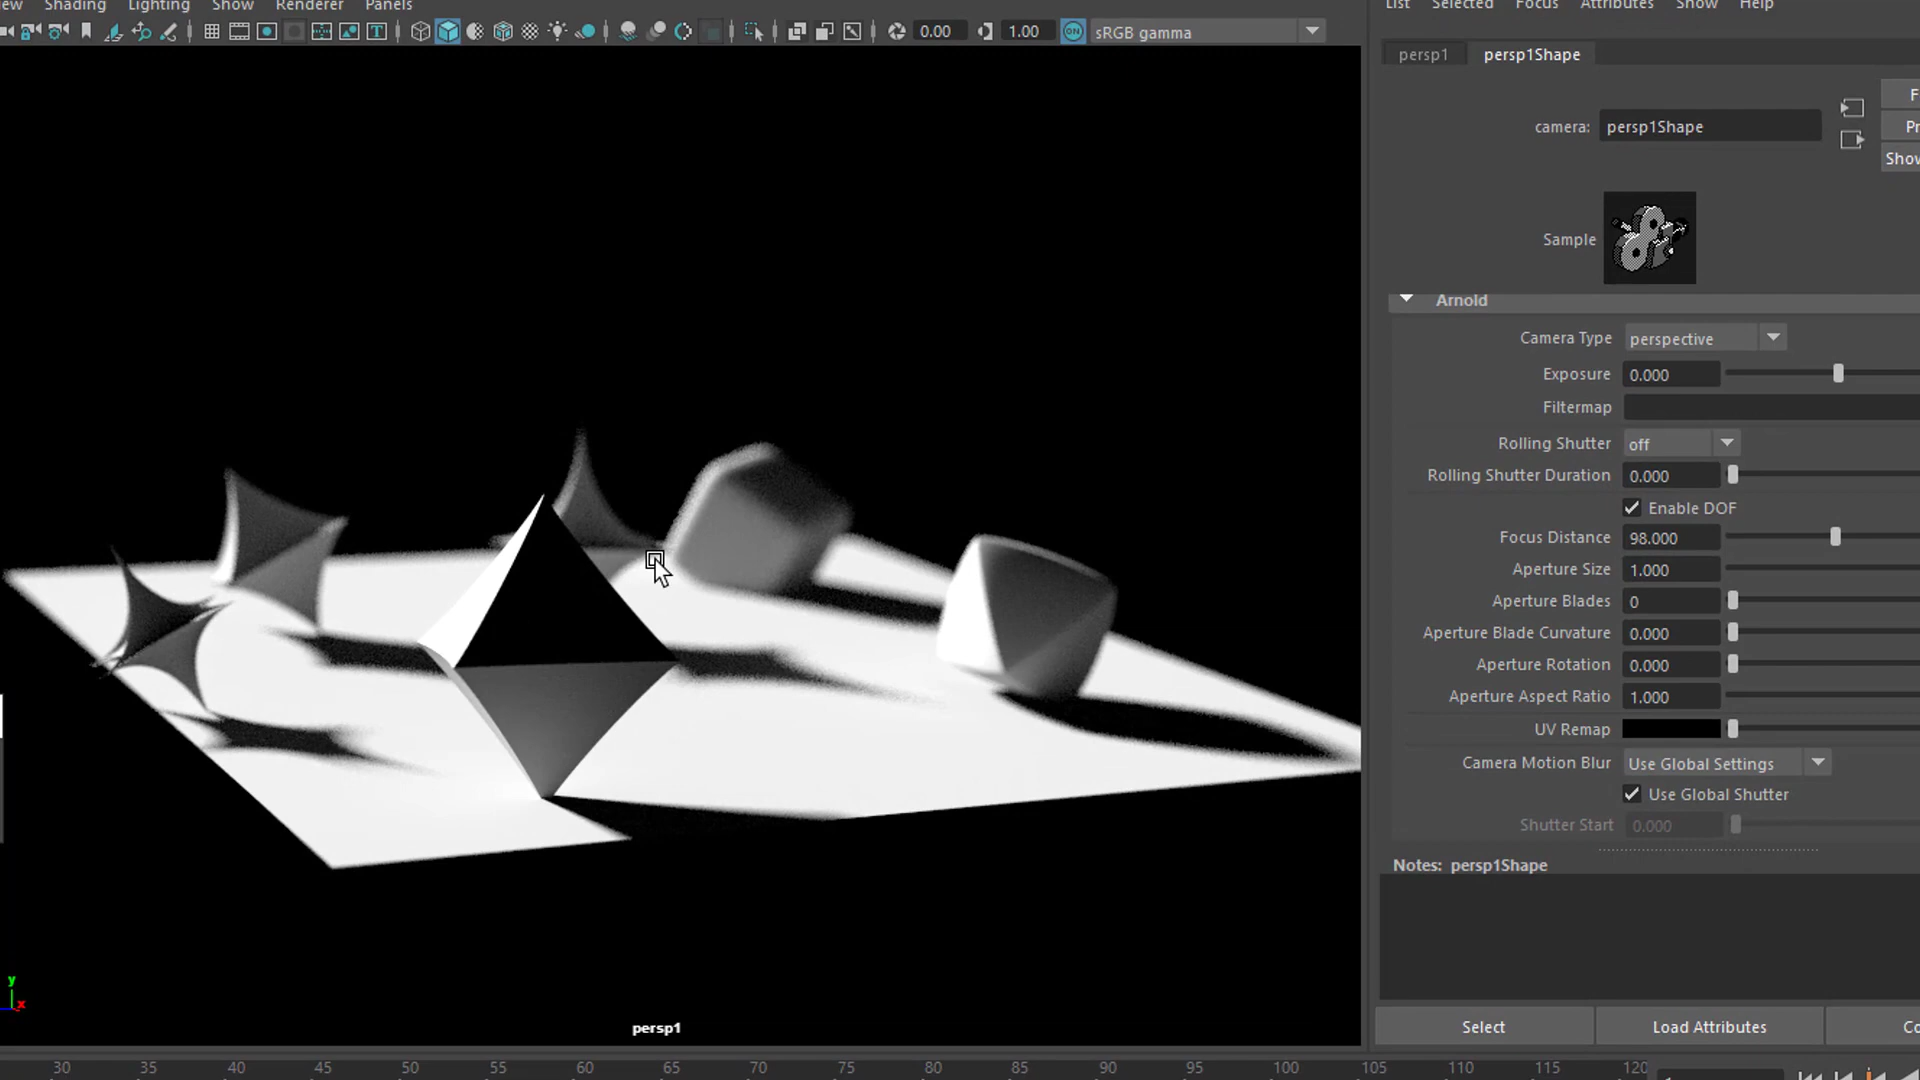 Shading Lighting Show Renderer Panels
0.00 1.00 ON sRGB gamma
List Selected Focus Attributes Show Help
persp1 persp1Shape
camera: persp1Shape
Show
Sample
Arnold
Camera Type perspective
Exposure 0.000
Filtermap
Rolling Shutter off
Rolling Shutter Duration 0.000
Enable DOF
Focus Distance 98.000
Aperture Size 1.000
Aperture Blades 0
Aperture Blade Curvature 0.000
Aperture Rotation 0.000
Aperture Aspect Ratio 1.000
UV Remap
Camera Motion Blur Use Global Settings
Use Global Shutter
Shutter Start 0.000
Notes: persp1Shape
Select Load Attributes
y
x
persp1
30 35 40 45 50 55 60 65 70 75 80 85 90 95 100 105 110 115 120